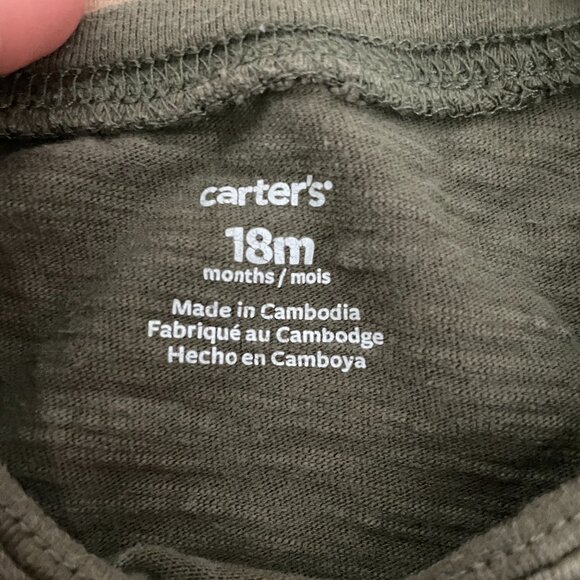 carter's
18m
months / mois
Made in Cambodia
Fabriqué au Cambodge
Hecho en Camboya